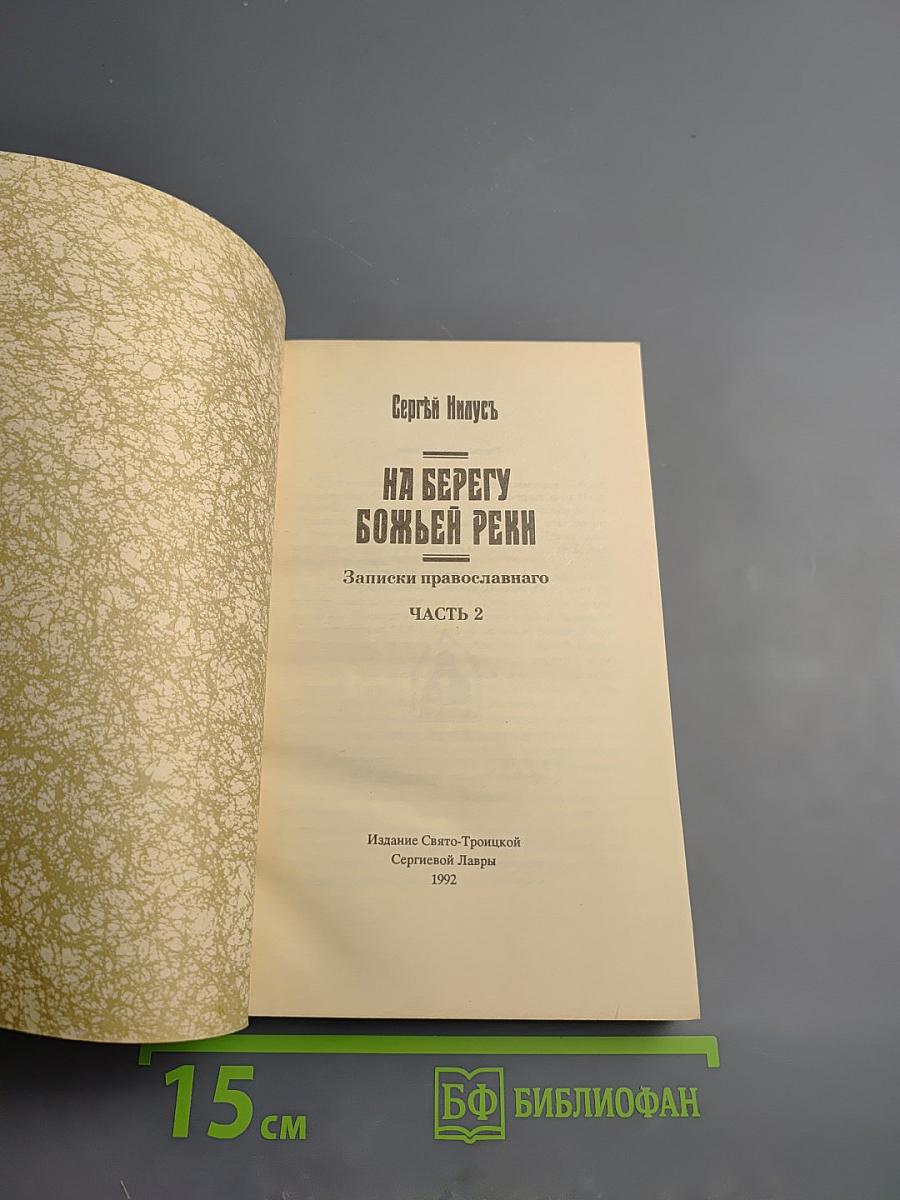 Сергѣй Нилусъ
НА БЕРЕГУ
БОЖЬЕЙ РЕКИ
Записки православнаго
ЧАСТЬ 2
Издание Свято-Троицкой
Сергиевой Лавры
1992
15 см
БФ БИБЛИОФАН